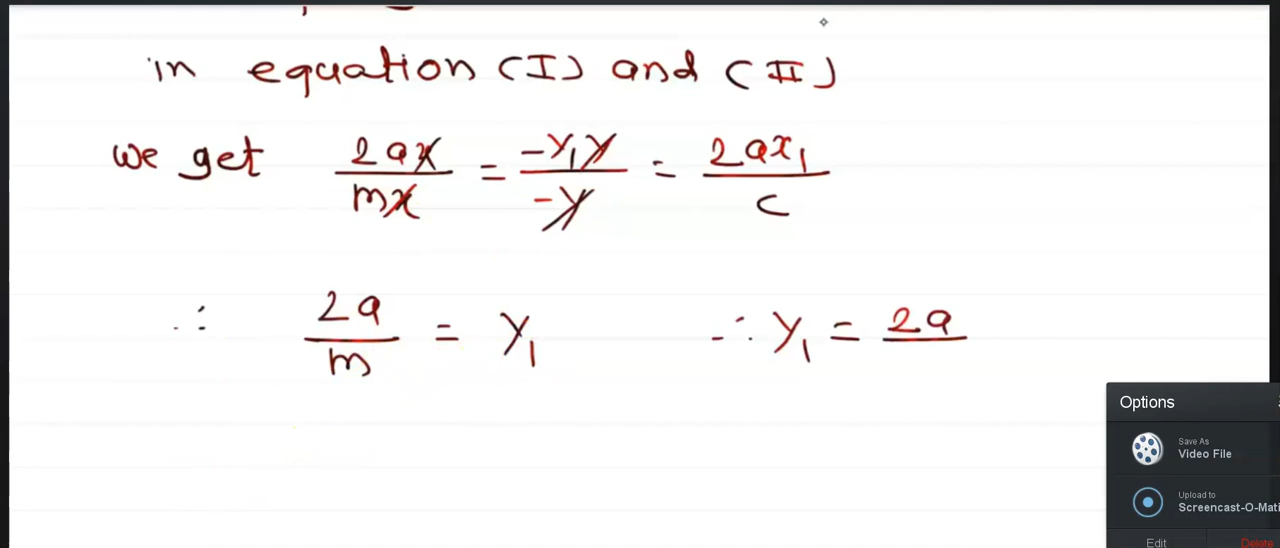 in equation (I) and (II)
we get 2ax/mx = -y₁y/-y = 2ax₁/c
∴ 2a/m = y₁ ∴ y₁ = 2a
Options
Save As
Video File
Upload to
Screencast-O-Mati
Edit Delete